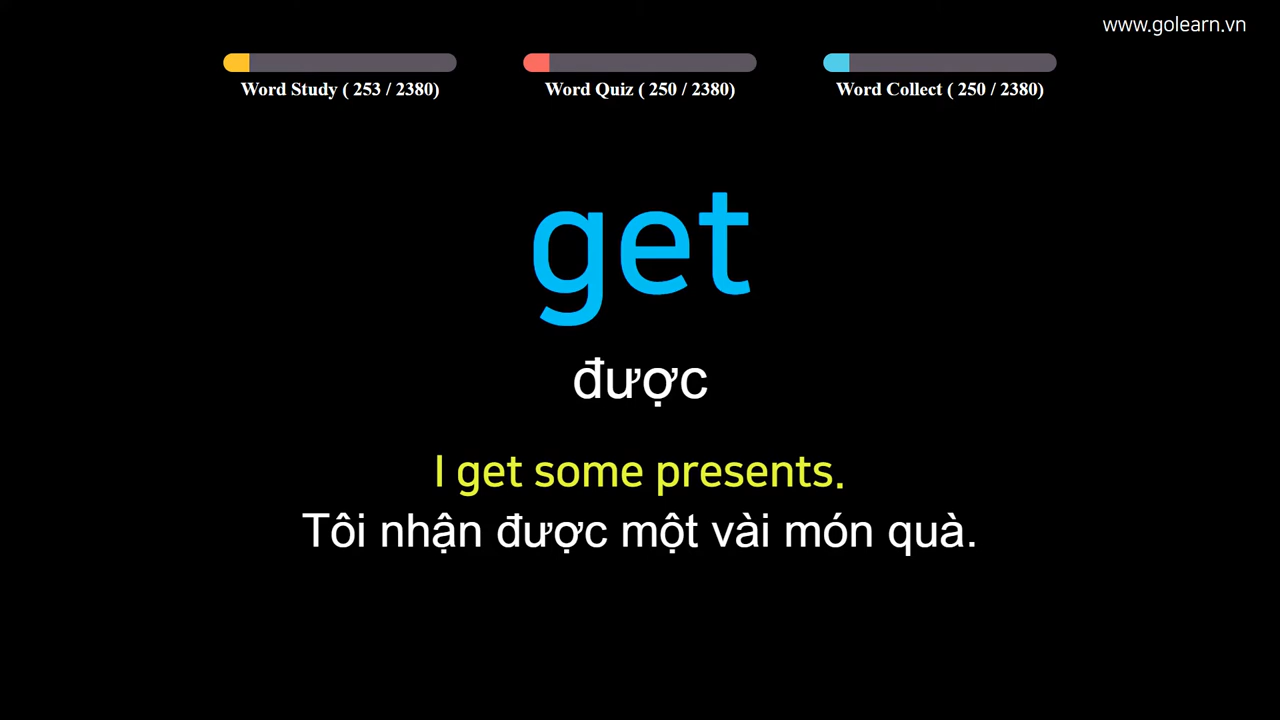 www.golearn.vn
Word Study ( 253 / 2380)
Word Quiz ( 250 / 2380)
Word Collect ( 250 / 2380)
get
được
I get some presents.
Tôi nhận được một vài món quà.